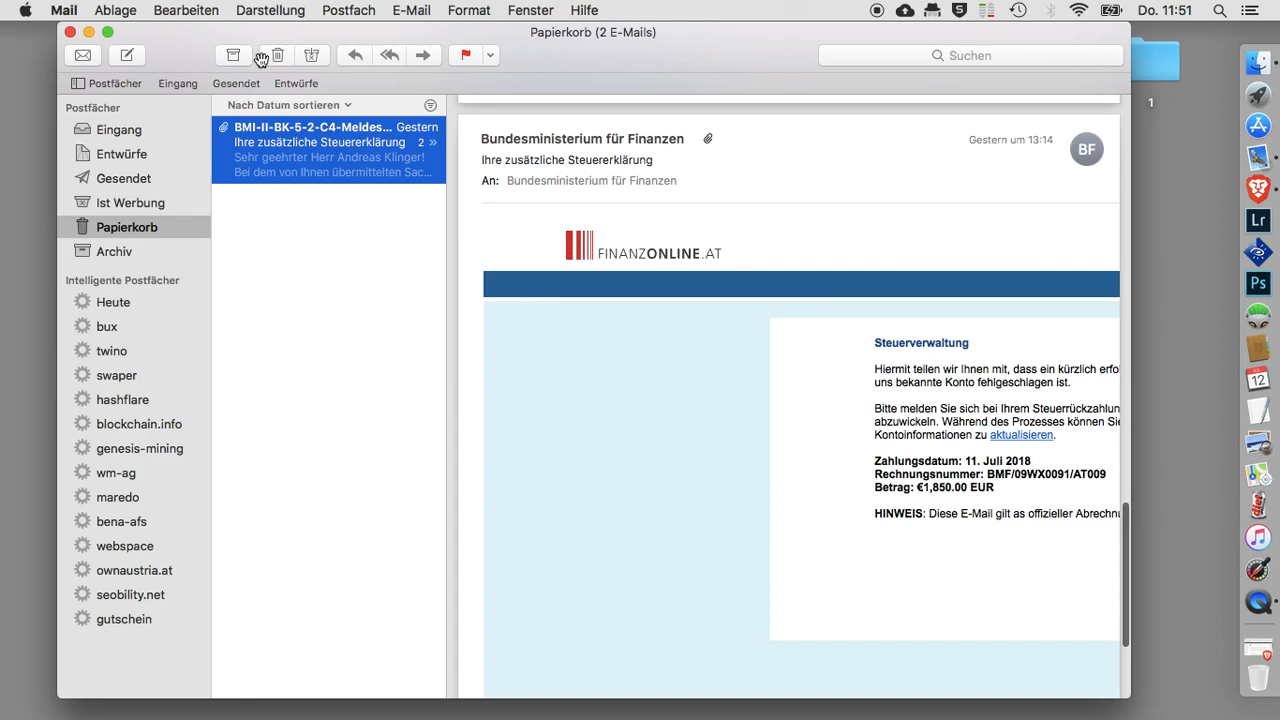 Mail Ablage Bearbeiten Darstellung Postfach E-Mail Format Fenster Hilfe Do. 11:51
Papierkorb (2 E-Mails)
Suchen
Postfächer Eingang Gesendet Entwürfe
Postfächer
Eingang
Entwürfe
Gesendet
Ist Werbung
Papierkorb
Archiv
Intelligente Postfächer
Heute
bux
twino
swaper
hashflare
blockchain.info
genesis-mining
wm-ag
maredo
bena-afs
webspace
ownaustria.at
seobility.net
gutschein
Nach Datum sortieren
BMI-II-BK-5-2-C4-Meldes... Gestern
Ihre zusätzliche Steuererklärung 2 »
Sehr geehrter Herr Andreas Klinger!
Bei dem von Ihnen übermittelten Sac...
Bundesministerium für Finanzen
Gestern um 13:14
BF
Ihre zusätzliche Steuererklärung
An: Bundesministerium für Finanzen
FINANZONLINE.AT
Steuerverwaltung
Hiermit teilen wir Ihnen mit, dass ein kürzlich erfo
uns bekannte Konto fehlgeschlagen ist.
Bitte melden Sie sich bei Ihrem Steuerrückzahlun
abzuwickeln. Während des Prozesses können Sie
Kontoinformationen zu aktualisieren.
Zahlungsdatum: 11. Juli 2018
Rechnungsnummer: BMF/09WX0091/AT009
Betrag: €1,850.00 EUR
HINWEIS: Diese E-Mail gilt as offizieller Abrechnu
1
Lr
Ps
JUL
12